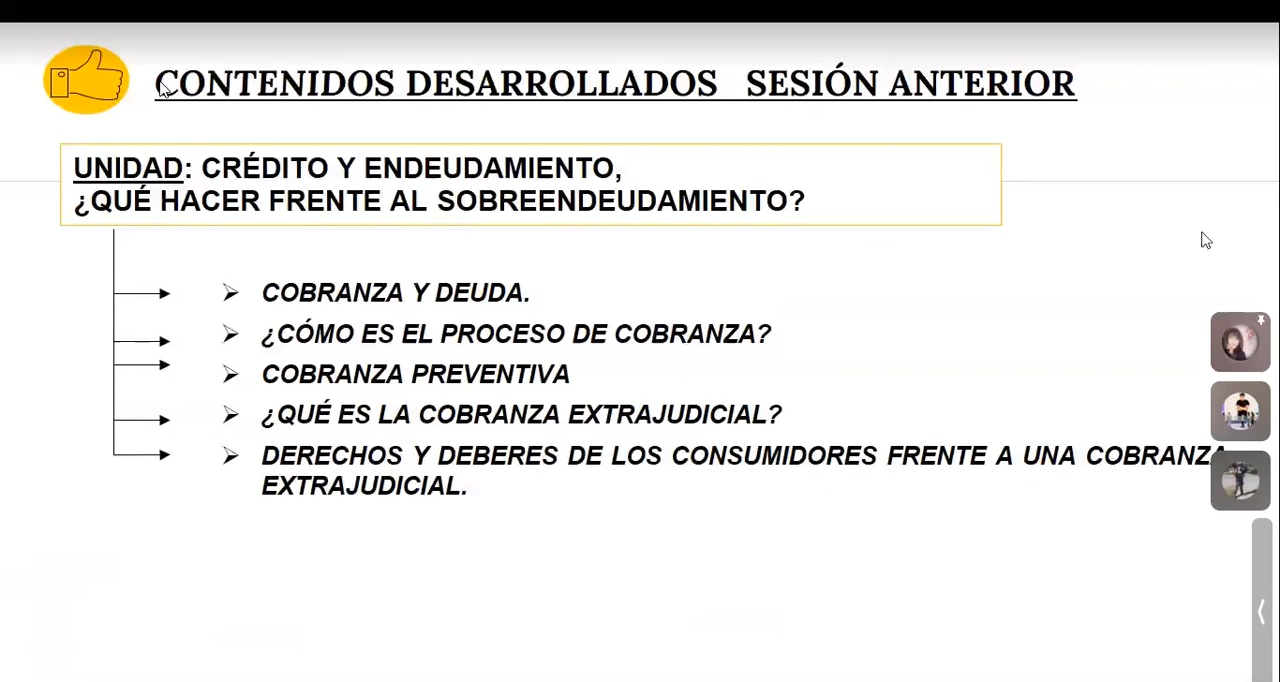 CONTENIDOS DESARROLLADOS SESIÓN ANTERIOR
UNIDAD: CRÉDITO Y ENDEUDAMIENTO,
¿QUÉ HACER FRENTE AL SOBREENDEUDAMIENTO?
COBRANZA Y DEUDA.
¿CÓMO ES EL PROCESO DE COBRANZA?
COBRANZA PREVENTIVA
¿QUÉ ES LA COBRANZA EXTRAJUDICIAL?
DERECHOS Y DEBERES DE LOS CONSUMIDORES FRENTE A UNA COBRANZA
EXTRAJUDICIAL.